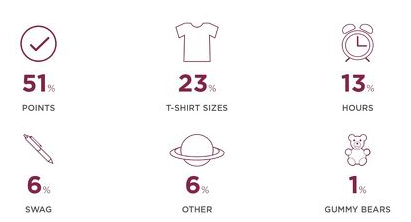 51% 23% 13%
POINTS T-SHIRT SIZES HOURS
6% 6% 1%
SWAG OTHER GUMMY BEARS